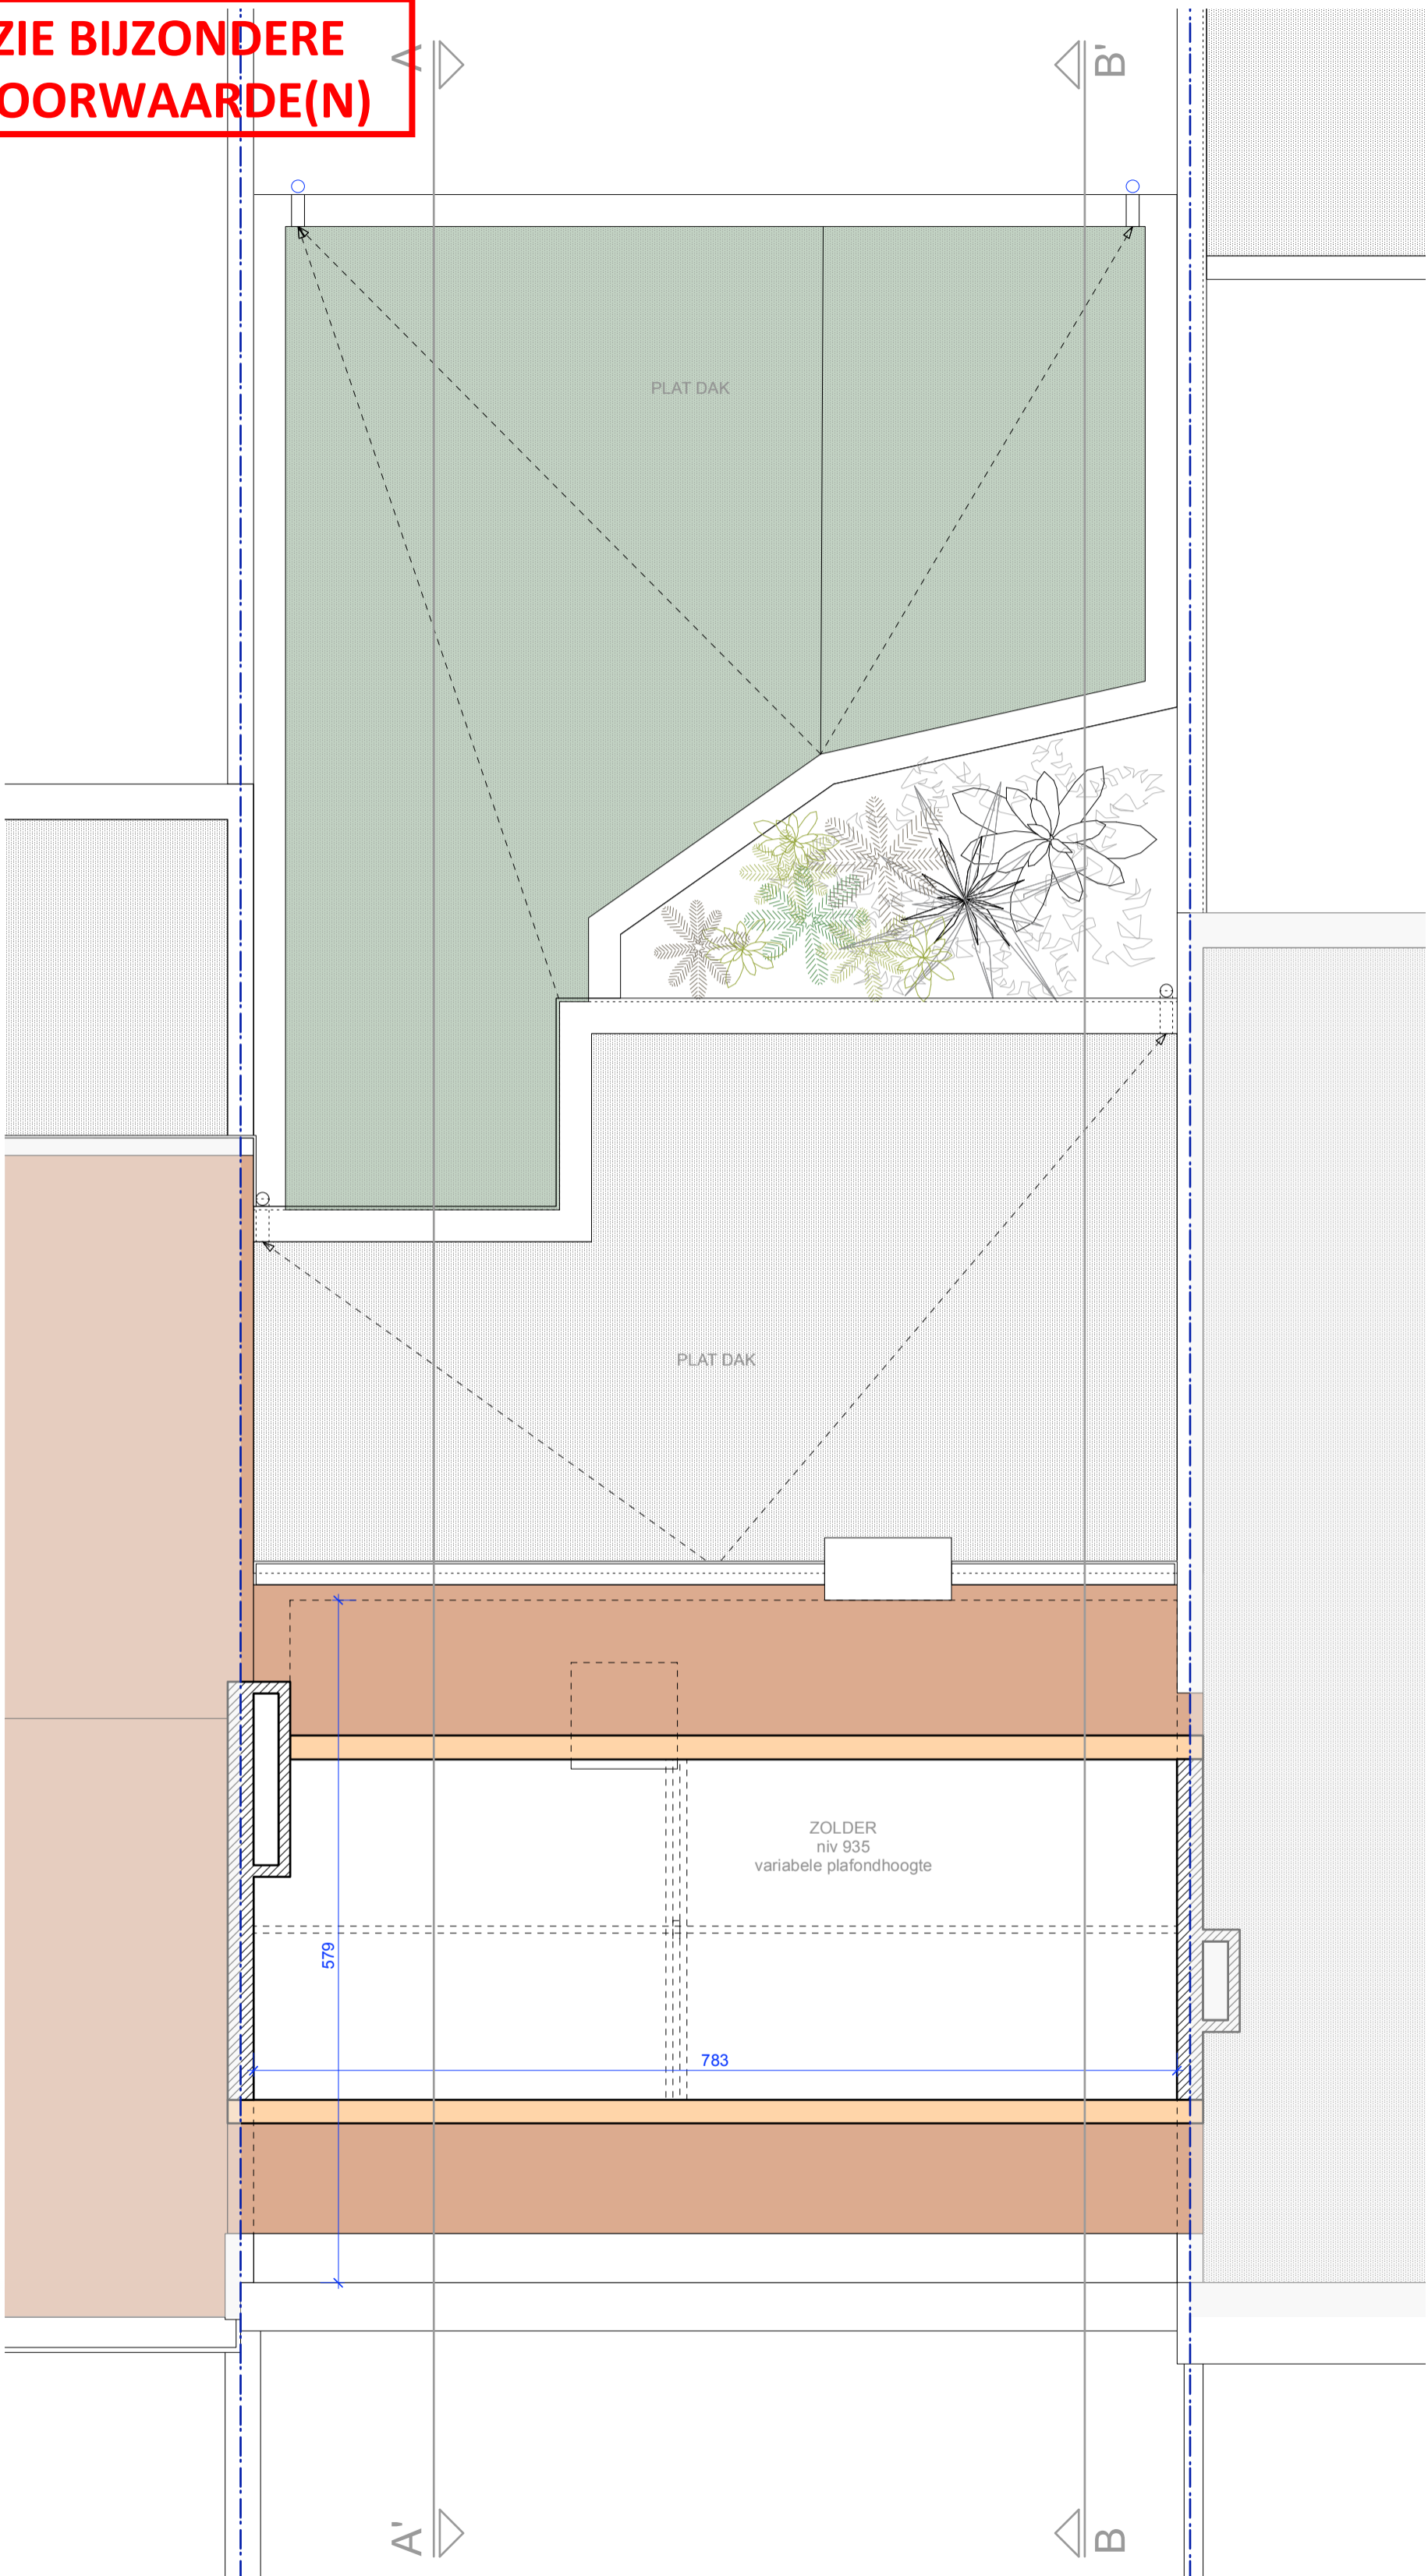 ZIE BIJZONDERE
OORWAARDE(N)
A
B'
PLAT DAK
PLAT DAK
ZOLDER
niv 935
variabele plafondhoogte
579
783
A'
B